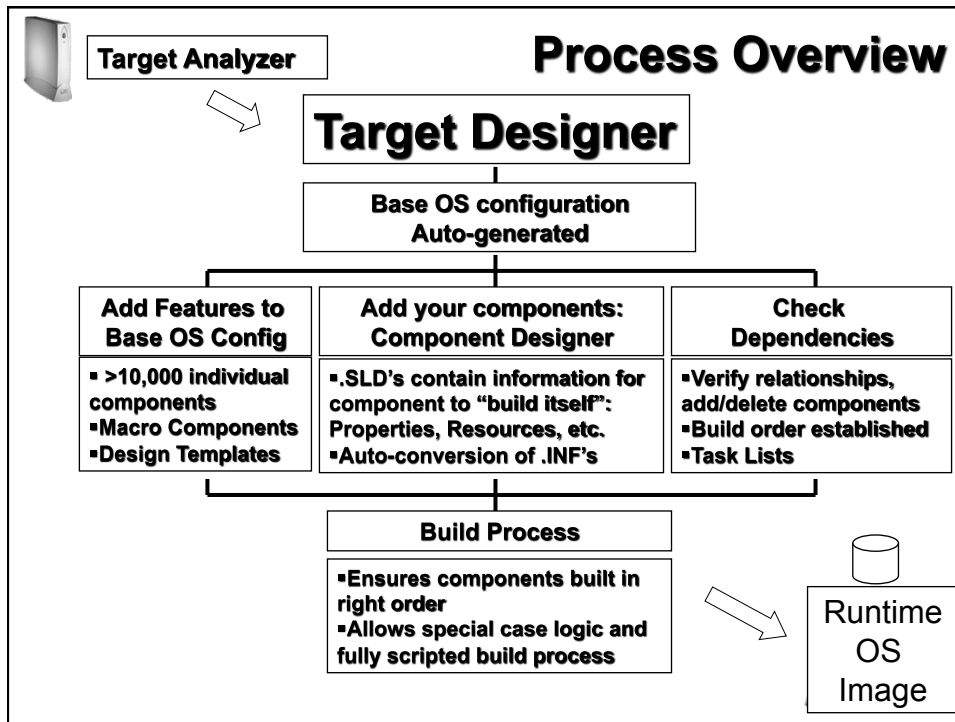 Process Overview
Target Analyzer
Target Designer
Base OS configuration
Auto-generated
Add Features to
Base OS Config
▪ >10,000 individual
components
▪Macro Components
▪Design Templates
Add your components:
Component Designer
▪.SLD's contain information for
component to “build itself”:
Properties, Resources, etc.
▪Auto-conversion of .INF's
Check
Dependencies
▪Verify relationships,
add/delete components
▪Build order established
▪Task Lists
Build Process
▪Ensures components built in
right order
▪Allows special case logic and
fully scripted build process
Runtime
OS
Image